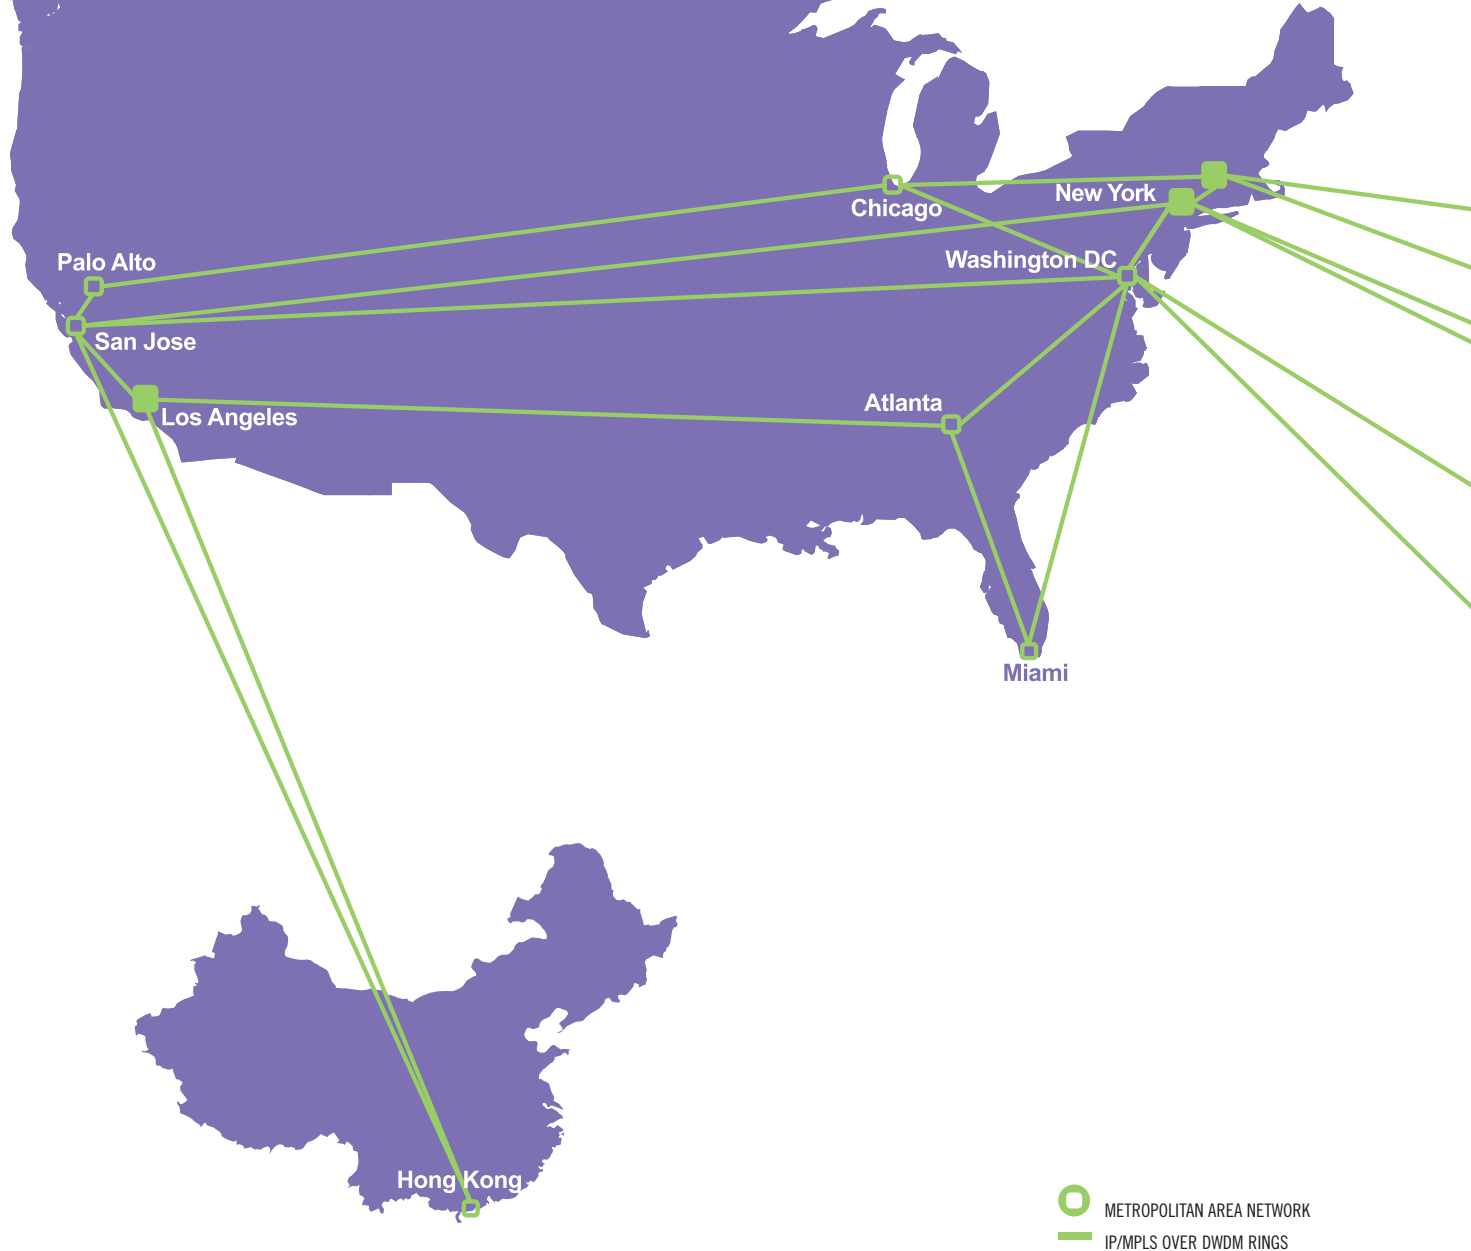 New York
Chicago
Washington DC
Palo Alto
San Jose
Atlanta
Los Angeles
Miami
Hong Kong
METROPOLITAN AREA NETWORK
IP/MPLS OVER DWDM RINGS